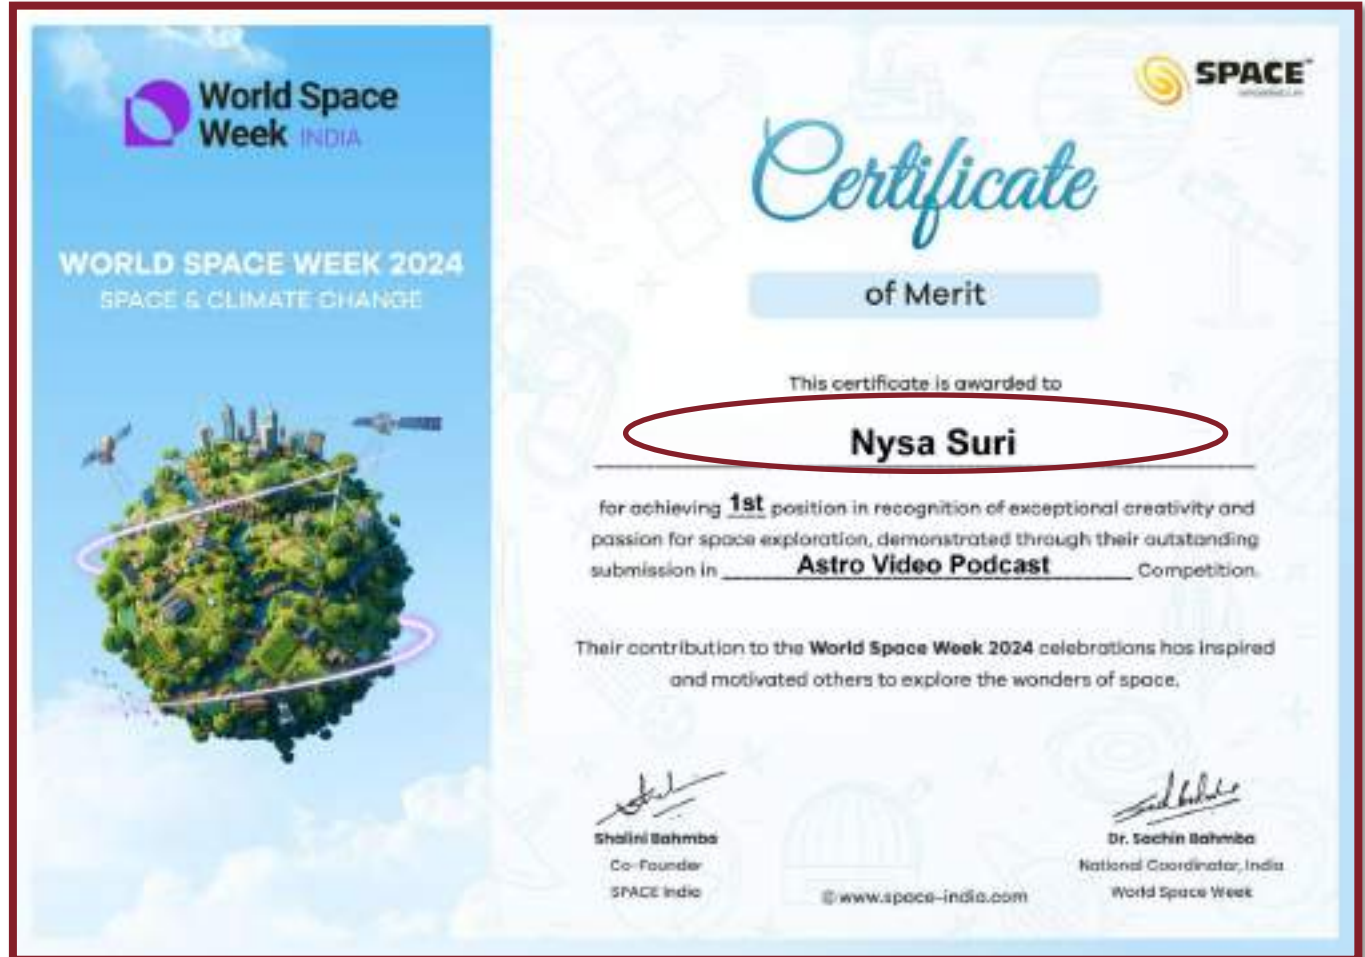 World Space
Week INDIA
WORLD SPACE WEEK 2024
SPACE & CLIMATE CHANGE
SPACE™
Certificate
of Merit
This certificate is awarded to
Nysa Suri
for achieving 1st position in recognition of exceptional creativity and
passion for space exploration, demonstrated through their outstanding
submission in Astro Video Podcast Competition.
Their contribution to the World Space Week 2024 celebrations has inspired
and motivated others to explore the wonders of space.
Shalini Bahmba
Co-Founder
SPACE India
©www.space-india.com
Dr. Sachin Bahmba
National Coordinator, India
World Space Week